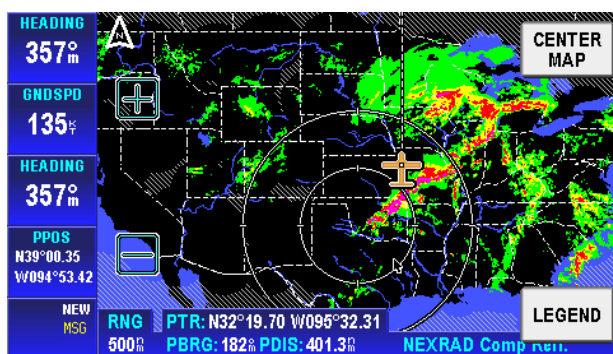 HEADING
357°m
GNDSPD
135KT
HEADING
357°m
PPOS
N39°00.35
W094°53.42
NEW
MSG
N
CENTER
MAP
LEGEND
RNG PTR: N32°19.70 W095°32.31
500nm PBRG: 182m PDIS: 401.3nm NEXRAD Comp Refl.